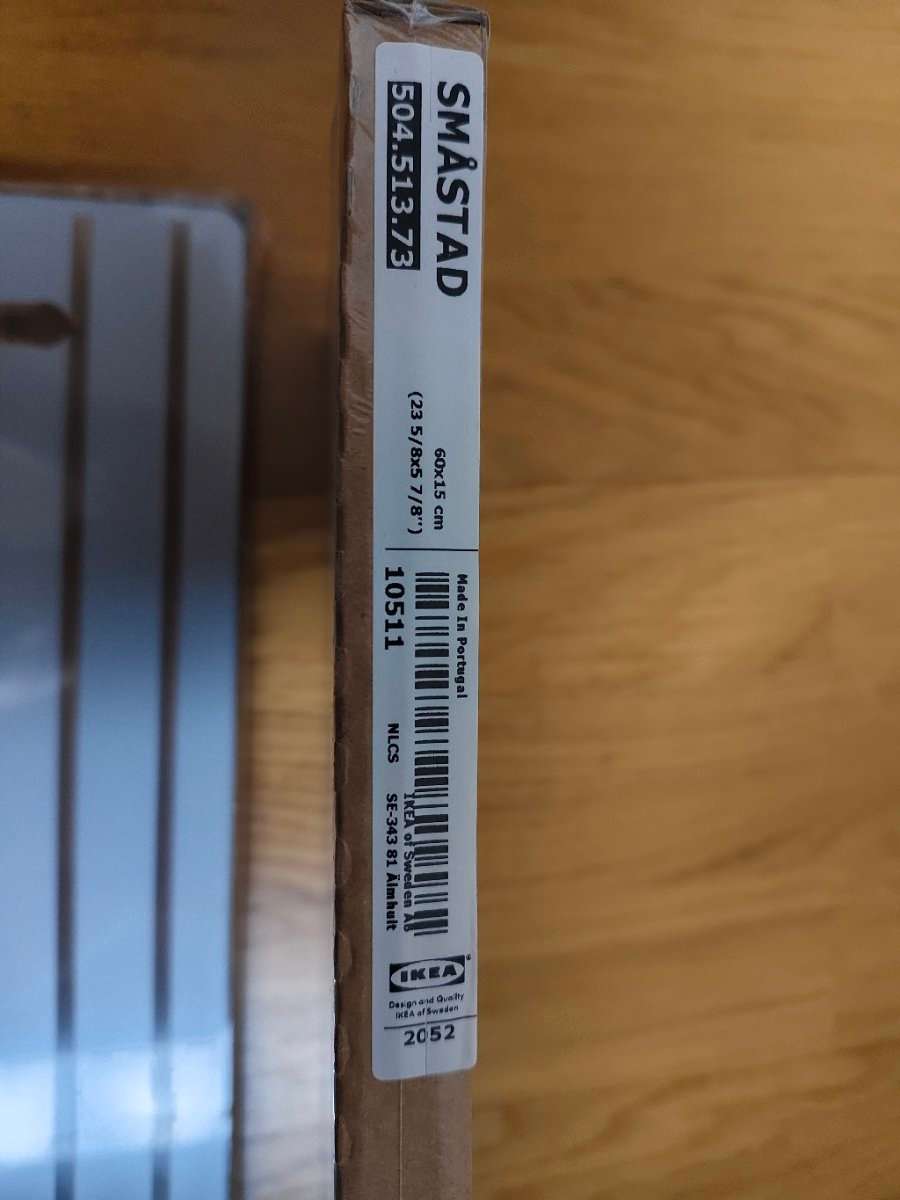 SMÅSTAD
504.513.73
60x15 cm
(23 5/8x5 7/8")
Made In Portugal
10511
NLCS
IKEA of Sweden AB
SE-343 81 Älmhult
IKEA®
Design and Quality
IKEA of Sweden
2052